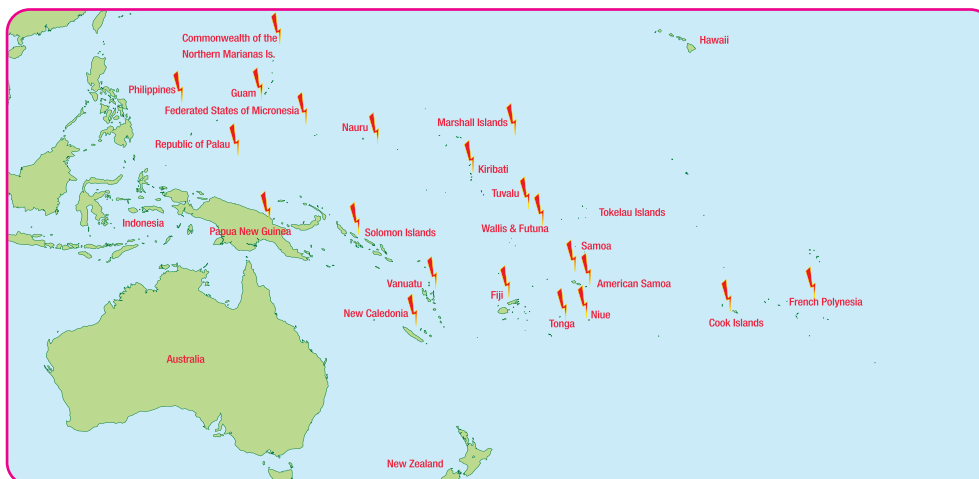 Commonwealth of the
Northern Marianas Is.
Hawaii
Philippines
Guam
Federated States of Micronesia
Nauru
Marshall Islands
Republic of Palau
Kiribati
Tuvalu
Tokelau Islands
Indonesia
Papua New Guinea
Solomon Islands
Wallis & Futuna
Samoa
Vanuatu
Fiji
American Samoa
French Polynesia
New Caledonia
Tonga
Niue
Cook Islands
Australia
New Zealand